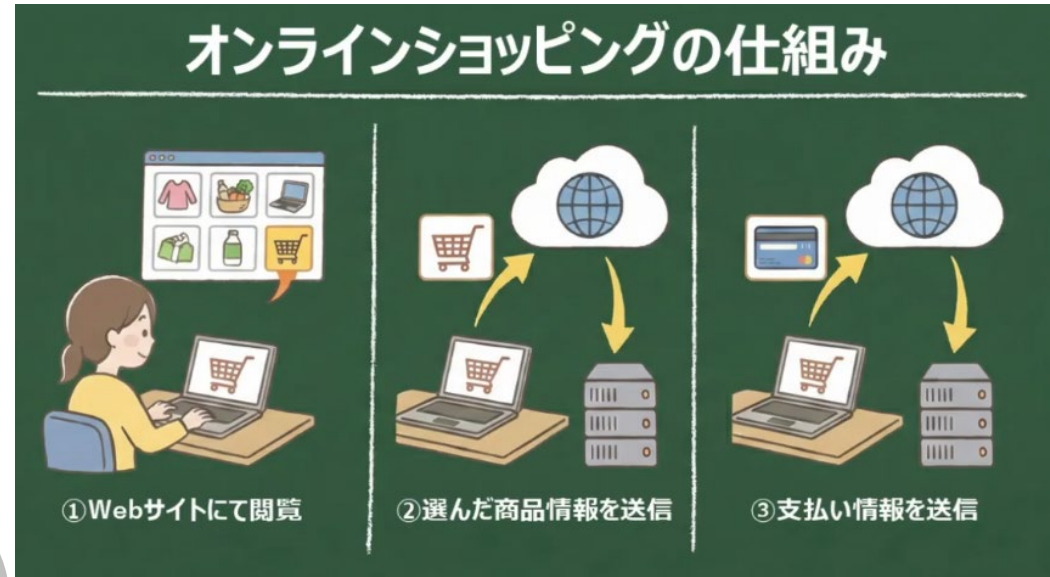 オンラインショッピングの仕組み
①Webサイトにて閲覧
②選んだ商品情報を送信
③支払い情報を送信